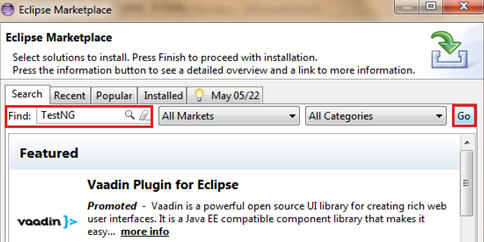 Eclipse Marketplace
Eclipse Marketplace
Select solutions to install. Press Finish to proceed with installation.
Press the information button to see a detailed overview and a link to more information.
Search Recent Popular Installed May 05/22
Find: TestNG All Markets All Categories Go
Featured
Vaadin Plugin for Eclipse
Promoted - Vaadin is a powerful open source UI library for creating rich web
vaadin }> user interfaces. It is a Java EE compatible component library that makes it
easy... more info